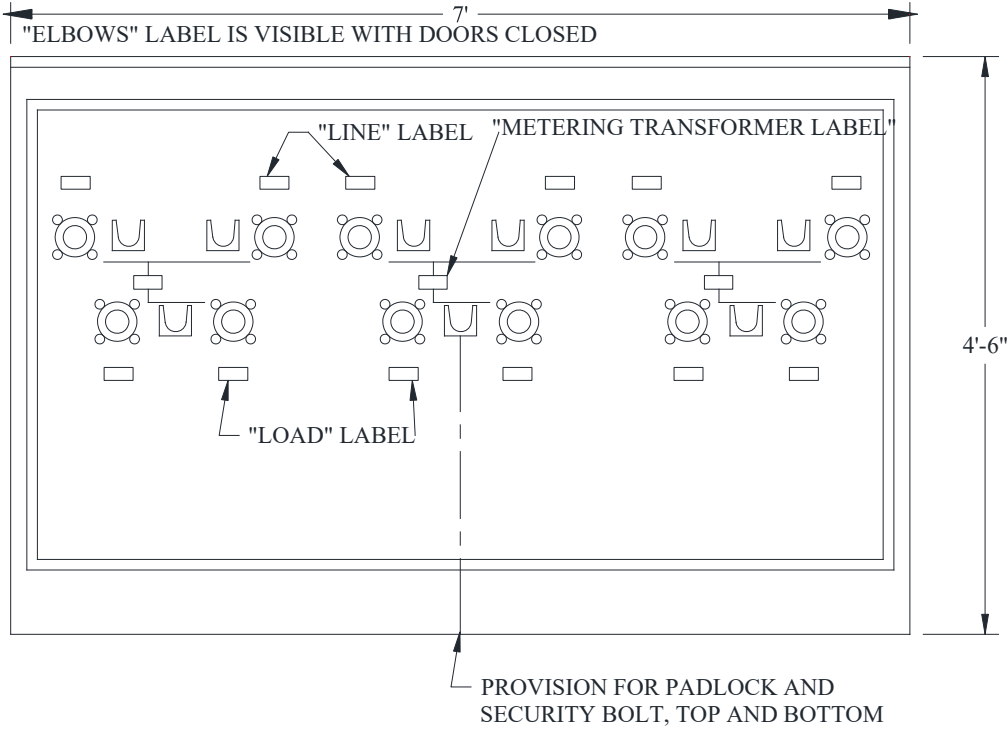 7'
"ELBOWS" LABEL IS VISIBLE WITH DOORS CLOSED
"LINE" LABEL
"METERING TRANSFORMER LABEL"
4'-6"
"LOAD" LABEL
PROVISION FOR PADLOCK AND
SECURITY BOLT, TOP AND BOTTOM